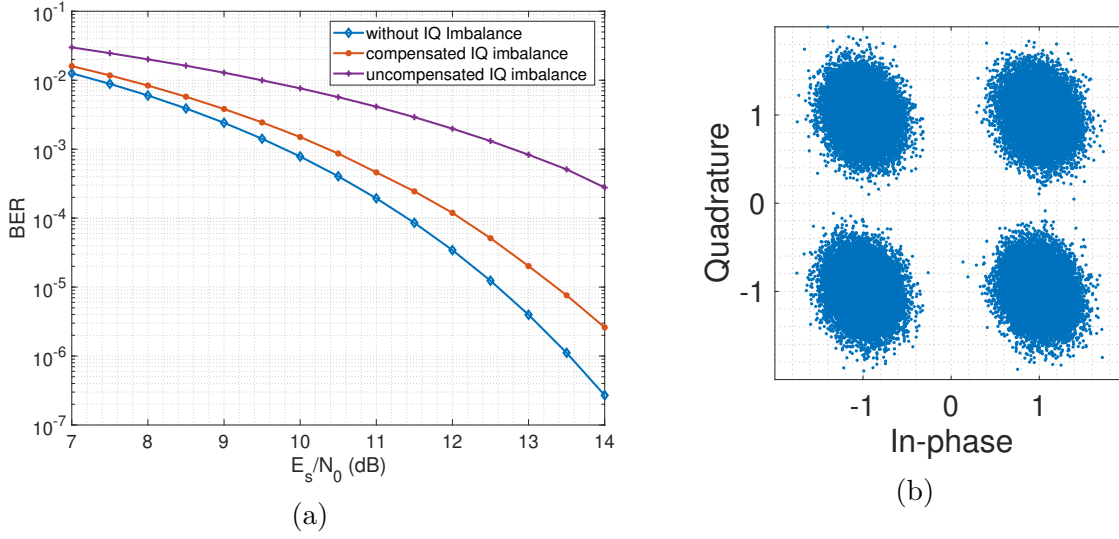 10^-1
10^-2
10^-3
10^-4
10^-5
10^-6
10^-7
BER
without IQ Imbalance
compensated IQ imbalance
uncompensated IQ imbalance
7 8 9 10 11 12 13 14
E_s/N_0 (dB)
(a)
Quadrature
1
0
-1
-1 0 1
In-phase
(b)